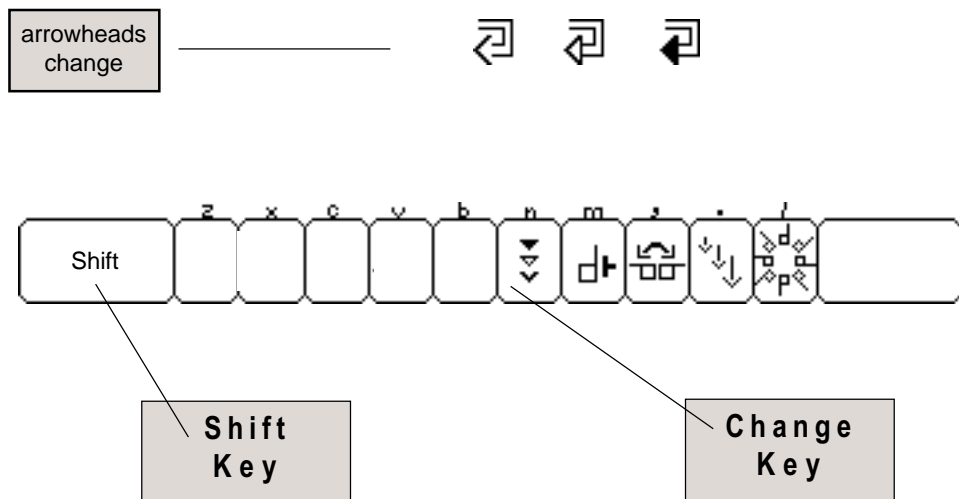 arrowheads
change
z x c v b n m , . /
Shift
Shift
Key
Change
Key